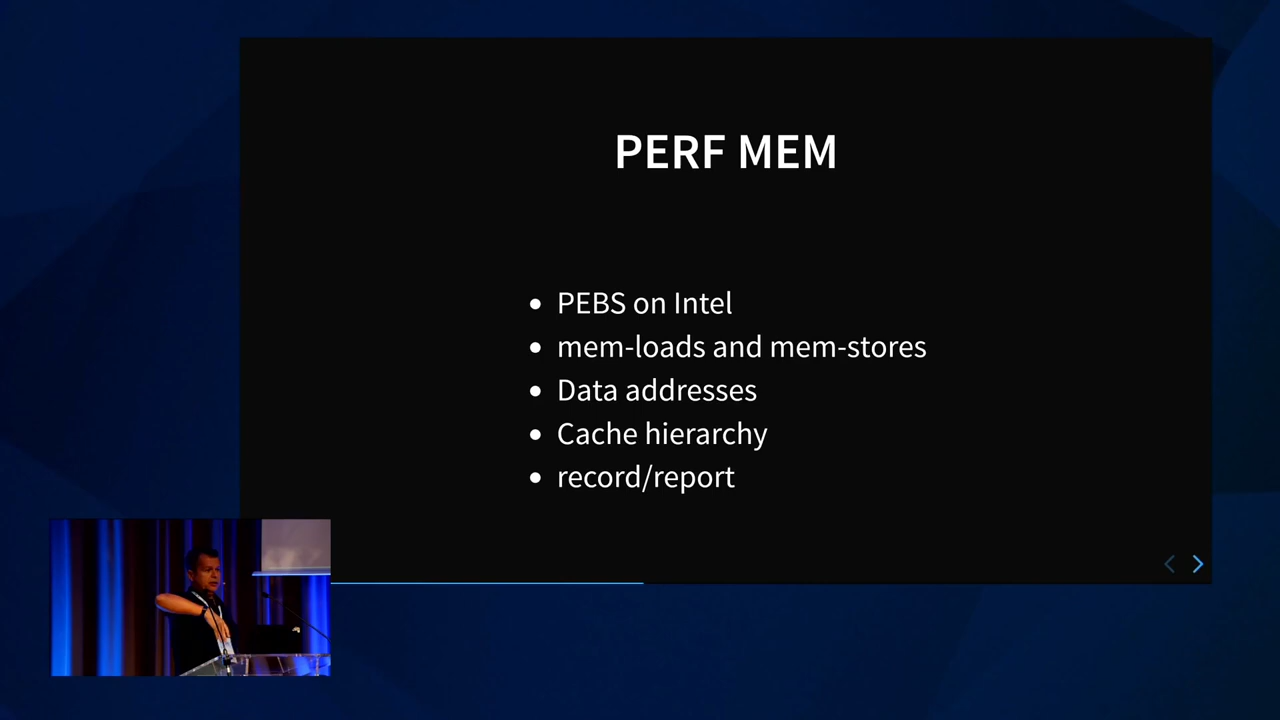 PERF MEM
PEBS on Intel
mem-loads and mem-stores
Data addresses
Cache hierarchy
record/report